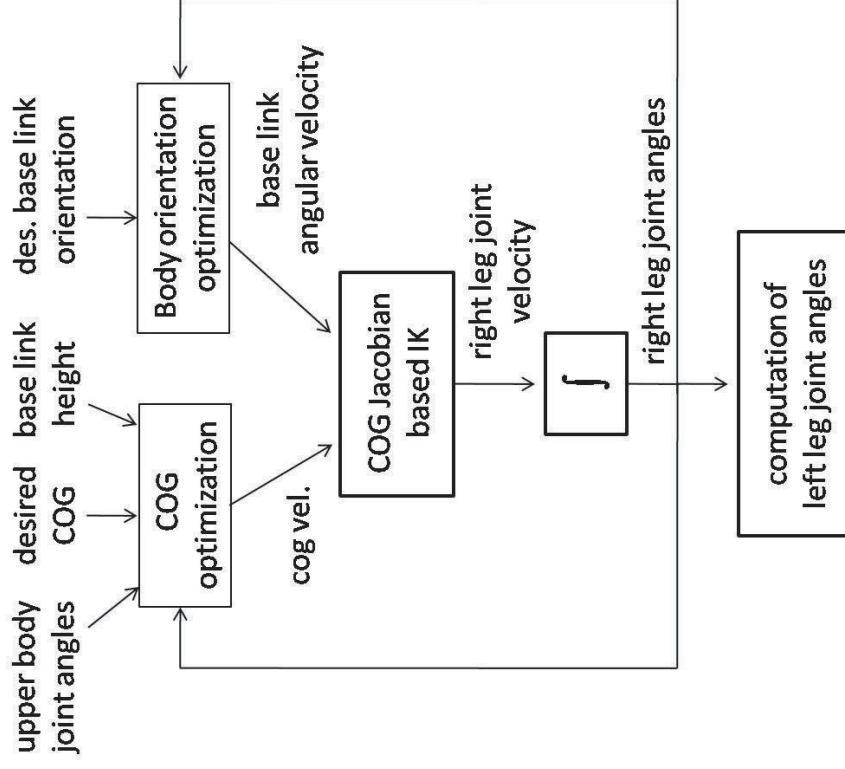 upper body
joint angles
desired
COG
base link
height
des. base link
orientation
COG
optimization
Body orientation
optimization
cog vel.
base link
angular velocity
COG Jacobian
based IK
right leg joint
velocity
∫
right leg joint angles
computation of
left leg joint angles